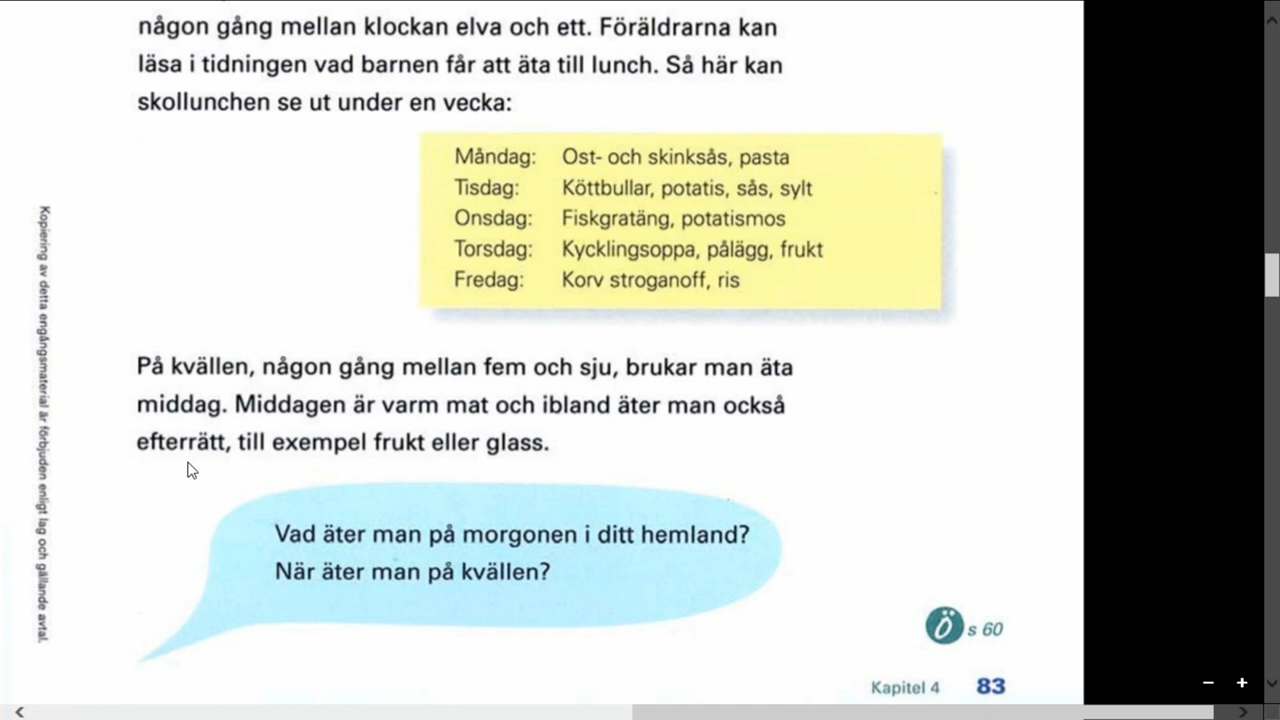 någon gång mellan klockan elva och ett. Föräldrarna kan
läsa i tidningen vad barnen får att äta till lunch. Så här kan
skollunchen se ut under en vecka:
Måndag: Ost- och skinksås, pasta
Tisdag: Köttbullar, potatis, sås, sylt
Onsdag: Fiskgratäng, potatismos
Torsdag: Kycklingsoppa, pålägg, frukt
Fredag: Korv stroganoff, ris
På kvällen, någon gång mellan fem och sju, brukar man äta
middag. Middagen är varm mat och ibland äter man också
efterrätt, till exempel frukt eller glass.
Vad äter man på morgonen i ditt hemland?
När äter man på kvällen?
Ö s 60
Kapitel 4 83
Kopiering av detta engångsmaterial är förbjuden enligt lag och gällande avtal.